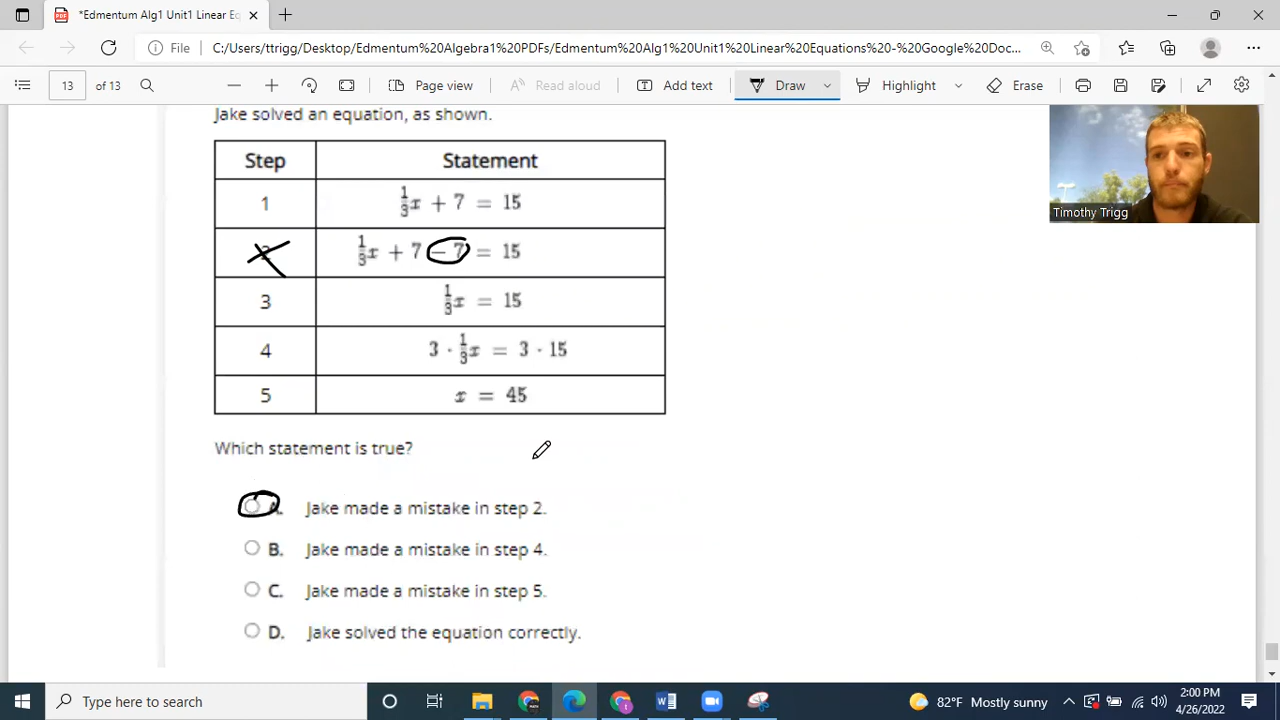 *Edmentum Alg1 Unit1 Linear Eq
File C:/Users/ttrigg/Desktop/Edmentum%20Algebra1%20PDFs/Edmentum%20Alg1%20Unit1%20Linear%20Equations%20-%20Google%20Doc...
13 of 13 Page view Read aloud Add text Draw Highlight Erase
Jake solved an equation, as shown.
Step Statement
1 1/3x + 7 = 15
2 1/3x + 7 − 7 = 15
3 1/3x = 15
4 3 · 1/3x = 3 · 15
5 x = 45
Which statement is true?
A. Jake made a mistake in step 2.
B. Jake made a mistake in step 4.
C. Jake made a mistake in step 5.
D. Jake solved the equation correctly.
Timothy Trigg
Type here to search
82°F Mostly sunny
2:00 PM
4/26/2022